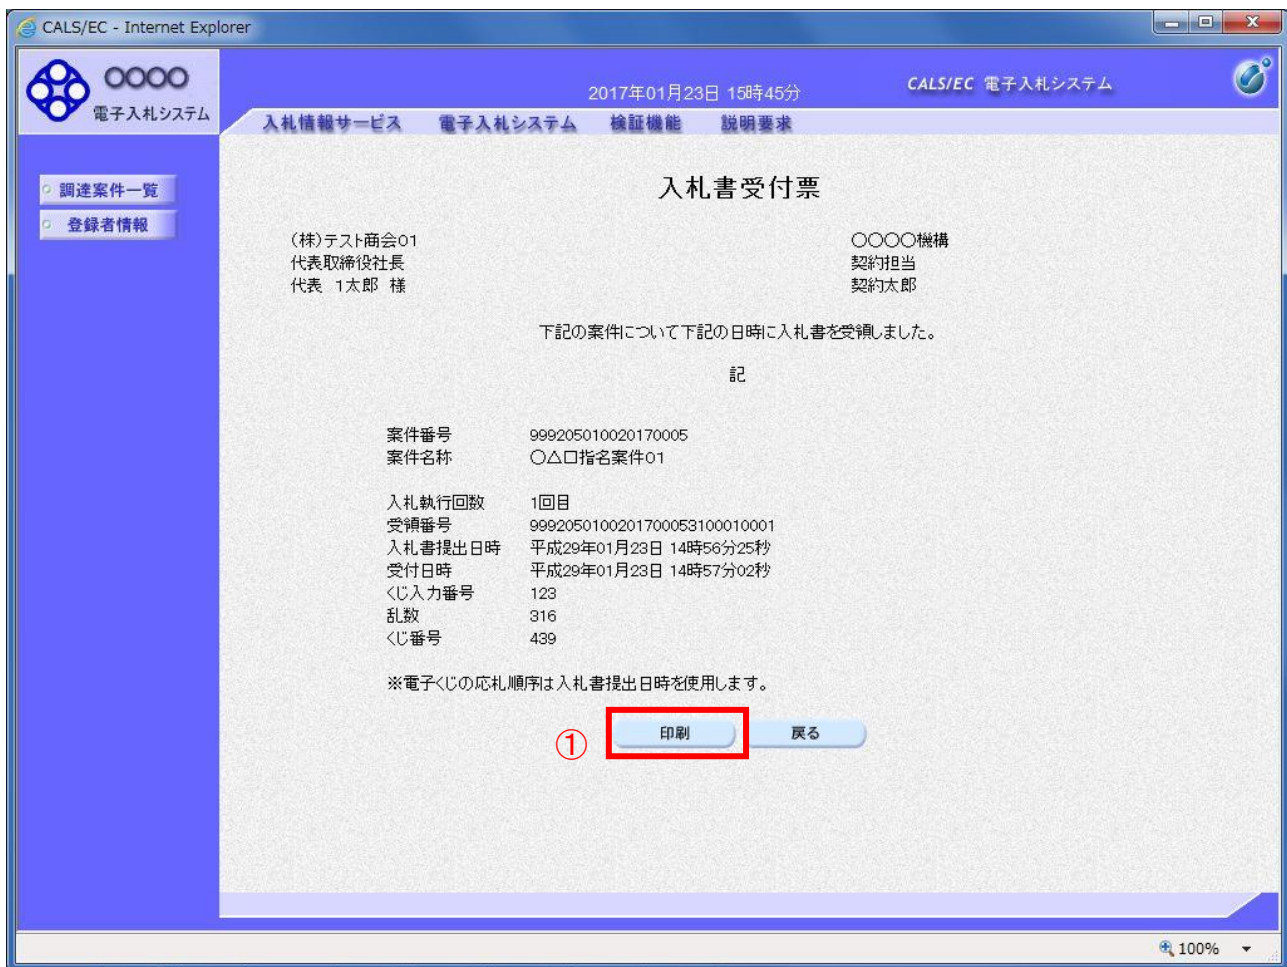 CALS/EC - Internet Explorer
OOOO
電子入札システム
2017年01月23日 15時45分
CALS/EC 電子入札システム
入札情報サービス 電子入札システム 検証機能 説明要求
調達案件一覧
登録者情報
入札書受付票
(株)テスト商会01
代表取締役社長
代表 1太郎 様
〇〇〇〇機構
契約担当
契約太郎
下記の案件について下記の日時に入札書を受領しました。
記
案件番号 999205010020170005
案件名称 〇△口指名案件01
入札執行回数 1回目
受領番号 9992050100201700053100010001
入札書提出日時 平成29年01月23日 14時56分25秒
受付日時 平成29年01月23日 14時57分02秒
くじ入力番号 123
乱数 316
くじ番号 439
※電子くじの応札順序は入札書提出日時を使用します。
① 印刷 戻る
100%